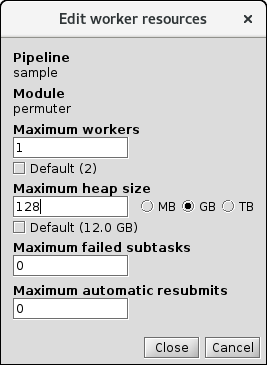 Edit worker resources
×
Pipeline
sample
Module
permuter
Maximum workers
1
Default (2)
Maximum heap size
128 MB GB TB
Default (12.0 GB)
Maximum failed subtasks
0
Maximum automatic resubmits
0
Close Cancel